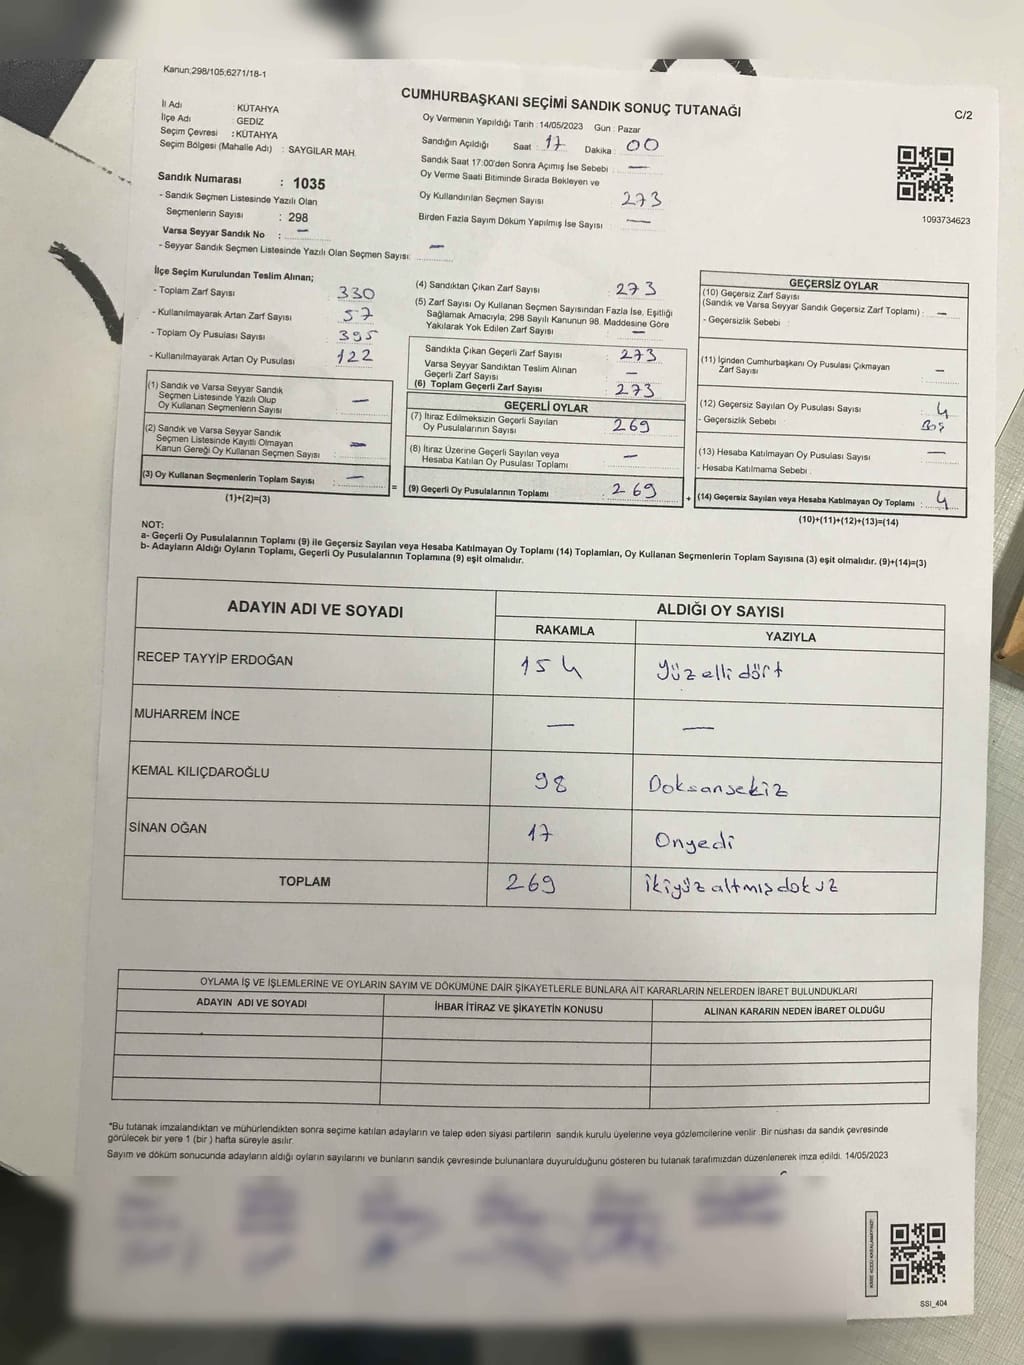 Kanun;298/105;6271/18-1
CUMHURBAŞKANI SEÇİMİ SANDIK SONUÇ TUTANAĞI
C/2
İl Adı : KÜTAHYA
İlçe Adı : GEDİZ
Seçim Çevresi : KÜTAHYA
Seçim Bölgesi (Mahalle Adı) : SAYGILAR MAH.
Sandık Numarası : 1035
- Sandık Seçmen Listesinde Yazılı Olan
Seçmenlerin Sayısı : 298
Varsa Seyyar Sandık No : —
- Seyyar Sandık Seçmen Listesinde Yazılı Olan Seçmen Sayısı: —
Oy Vermenin Yapıldığı Tarih : 14/05/2023 Gün : Pazar
Sandığın Açıldığı Saat : 17 Dakika : 00
Sandık Saat 17:00'den Sonra Açımış İse Sebebi : —
Oy Verme Saati Bitiminde Sırada Bekleyen ve
Oy Kullandırılan Seçmen Sayısı 273
Birden Fazla Sayım Döküm Yapılmış İse Sayısı : —
1093734623
İlçe Seçim Kurulundan Teslim Alınan;
- Toplam Zarf Sayısı : 330
- Kullanılmayarak Artan Zarf Sayısı : 57
- Toplam Oy Pusulası Sayısı : 395
- Kullanılmayarak Artan Oy Pusulası : 122
(1) Sandık ve Varsa Seyyar Sandık
Seçmen Listesinde Yazılı Olup
Oy Kullanan Seçmenlerin Sayısı : —
(2) Sandık ve Varsa Seyyar Sandık
Seçmen Listesinde Kayıtlı Olmayan
Kanun Gereği Oy Kullanan Seçmen Sayısı : —
(3) Oy Kullanan Seçmenlerin Toplam Sayısı : —
(1)+(2)=(3)
=
(4) Sandıktan Çıkan Zarf Sayısı : 273
(5) Zarf Sayısı Oy Kullanan Seçmen Sayısından Fazla İse, Eşitliği
Sağlamak Amacıyla; 298 Sayılı Kanunun 98. Maddesine Göre
Yakılarak Yok Edilen Zarf Sayısı : —
Sandıkta Çıkan Geçerli Zarf Sayısı : 273
Varsa Seyyar Sandıktan Teslim Alınan
Geçerli Zarf Sayısı : —
(6) Toplam Geçerli Zarf Sayısı : 273
GEÇERLİ OYLAR
(7) İtiraz Edilmeksizin Geçerli Sayılan
Oy Pusulalarının Sayısı : 269
(8) İtiraz Üzerine Geçerli Sayılan veya
Hesaba Katılan Oy Pusulası Toplamı : —
(9) Geçerli Oy Pusulalarının Toplamı : 269
+
GEÇERSİZ OYLAR
(10) Geçersiz Zarf Sayısı
(Sandık ve Varsa Seyyar Sandık Geçersiz Zarf Toplamı) : —
- Geçersizlik Sebebi :
(11) İçinden Cumhurbaşkanı Oy Pusulası Çıkmayan
Zarf Sayısı : —
(12) Geçersiz Sayılan Oy Pusulası Sayısı : 4
- Geçersizlik Sebebi : Boş
(13) Hesaba Katılmayan Oy Pusulası Sayısı : —
- Hesaba Katılmama Sebebi :
(14) Geçersiz Sayılan veya Hesaba Katılmayan Oy Toplamı : 4
(10)+(11)+(12)+(13)=(14)
NOT:
a- Geçerli Oy Pusulalarının Toplamı (9) ile Geçersiz Sayılan veya Hesaba Katılmayan Oy Toplamı (14) Toplamları, Oy Kullanan Seçmenlerin Toplam Sayısına (3) eşit olmalıdır. (9)+(14)=(3)
b- Adayların Aldığı Oyların Toplamı, Geçerli Oy Pusulalarının Toplamına (9) eşit olmalıdır.
ADAYIN ADI VE SOYADI
ALDIĞI OY SAYISI
RAKAMLA YAZIYLA
RECEP TAYYİP ERDOĞAN 154 Yüz elli dört
MUHARREM İNCE — —
KEMAL KILIÇDAROĞLU 98 Doksansekiz
SİNAN OĞAN 17 Onyedi
TOPLAM 269 ikiyüz altmış dokuz
OYLAMA İŞ VE İŞLEMLERİNE VE OYLARIN SAYIM VE DÖKÜMÜNE DAİR ŞİKAYETLERLE BUNLARA AİT KARARLARIN NELERDEN İBARET BULUNDUKLARI
ADAYIN ADI VE SOYADI İHBAR İTİRAZ VE ŞİKAYETİN KONUSU ALINAN KARARIN NEDEN İBARET OLDUĞU
*Bu tutanak imzalandıktan ve mühürlendikten sonra seçime katılan adayların ve talep eden siyasi partilerin sandık kurulu üyelerine veya gözlemcilerine verilir .Bir nüshası da sandık çevresinde
görülecek bir yere 1 (bir ) hafta süreyle asılır.
Sayım ve döküm sonucunda adayların aldığı oyların sayılarını ve bunların sandık çevresinde bulunanlara duyurulduğunu gösteren bu tutanak tarafımızdan düzenlenerek imza edildi. 14/05/2023
SSI_404